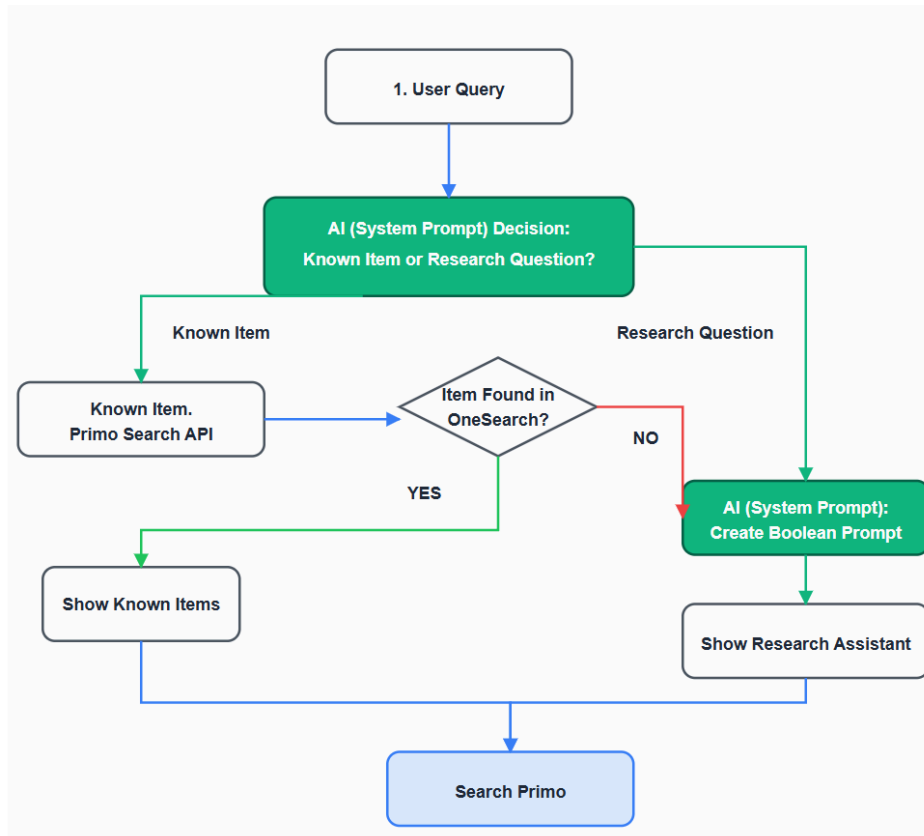 1. User Query
AI (System Prompt) Decision:
Known Item or Research Question?
Known Item
Research Question
Known Item.
Primo Search API
Item Found in
OneSearch?
NO
YES
AI (System Prompt):
Create Boolean Prompt
Show Known Items
Show Research Assistant
Search Primo